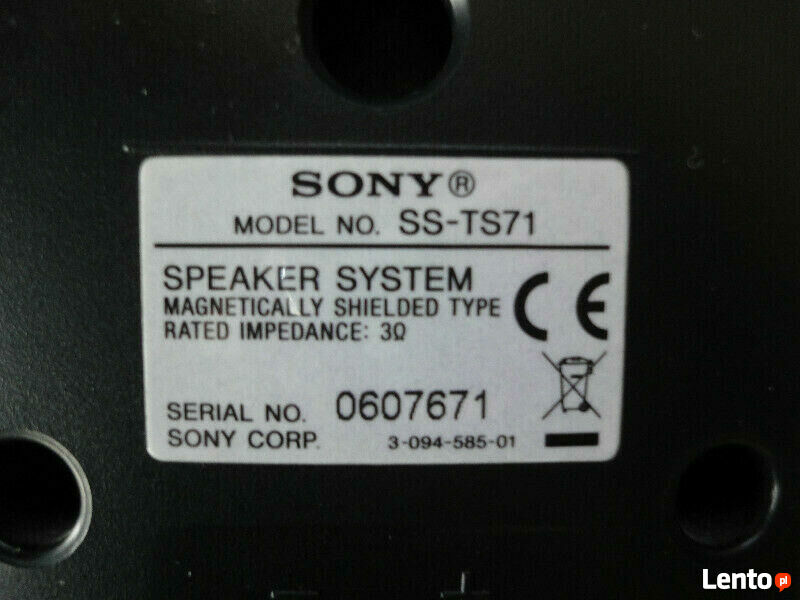 SONY®
MODEL NO. SS-TS71
SPEAKER SYSTEM
MAGNETICALLY SHIELDED TYPE
RATED IMPEDANCE: 3Ω
CE
SERIAL NO. 0607671
SONY CORP. 3-094-585-01
Lento pl